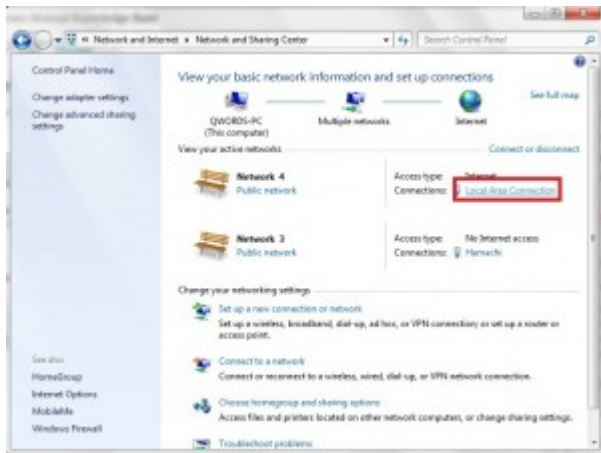 Network and Internet ▸ Network and Sharing Center
Search Control Panel
Control Panel Home
Change adapter settings
Change advanced sharing
settings
See also
HomeGroup
Internet Options
MobileMe
Windows Firewall
View your basic network information and set up connections
See full map
QWORDS-PC
(This computer)
Multiple networks
Internet
View your active networks
Connect or disconnect
Network 4
Public network
Access type: Internet
Connections: Local Area Connection
Network 3
Public network
Access type: No Internet access
Connections: Hamachi
Change your networking settings
Set up a new connection or network
Set up a wireless, broadband, dial-up, ad hoc, or VPN connection; or set up a router or
access point.
Connect to a network
Connect or reconnect to a wireless, wired, dial-up, or VPN network connection.
Choose homegroup and sharing options
Access files and printers located on other network computers, or change sharing settings.
Troubleshoot problems